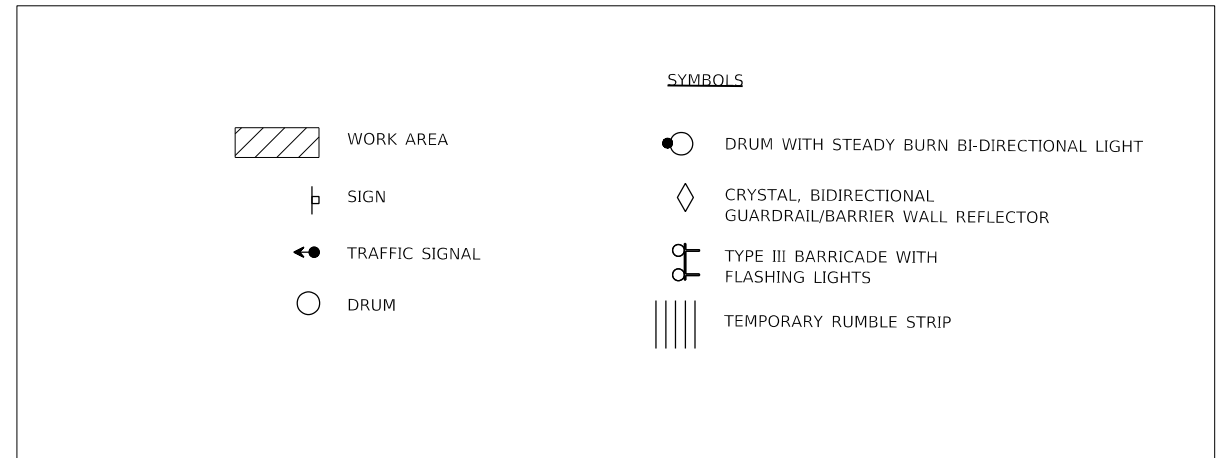 SYMBOLS
WORK AREA
SIGN
TRAFFIC SIGNAL
DRUM
DRUM WITH STEADY BURN BI-DIRECTIONAL LIGHT
CRYSTAL, BIDIRECTIONAL
GUARDRAIL/BARRIER WALL REFLECTOR
TYPE III BARRICADE WITH
FLASHING LIGHTS
TEMPORARY RUMBLE STRIP